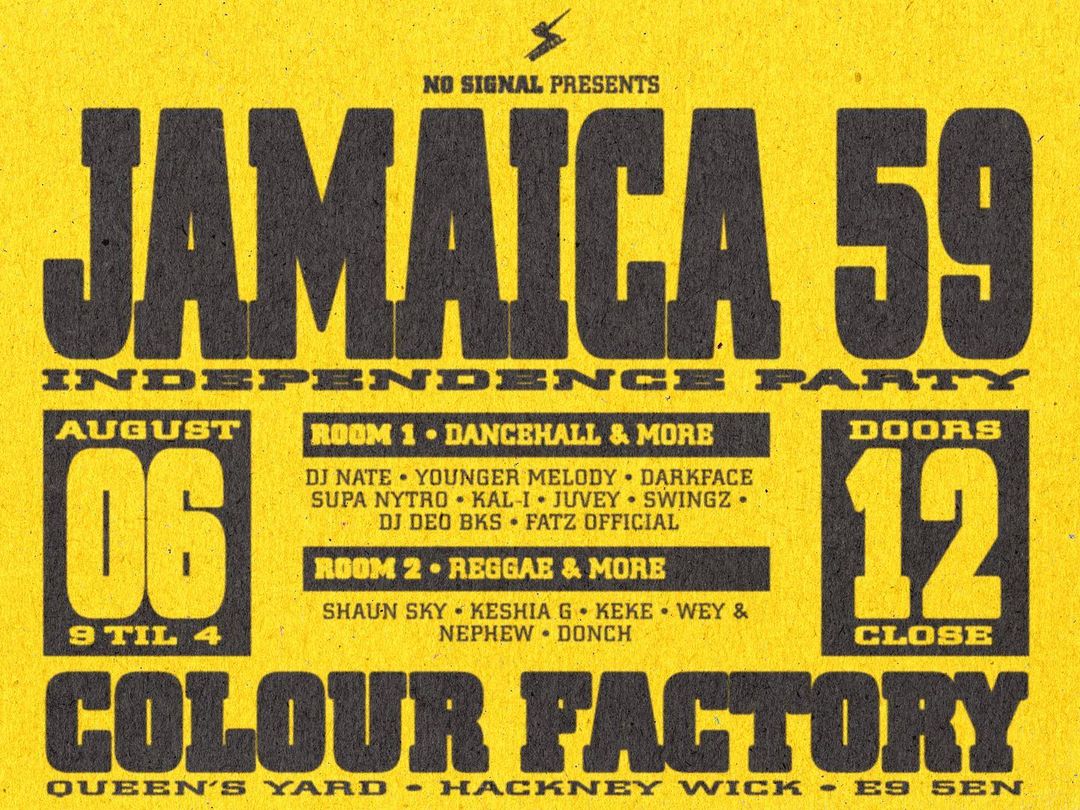 NO SIGNAL PRESENTS
JAMAICA 59
INDEPENDENCE PARTY
AUGUST
06
9 TIL 4
ROOM 1 • DANCEHALL & MORE
DJ NATE • YOUNGER MELODY • DARKFACE
SUPA NYTRO • KAL-I • JUVEY • SWINGZ •
DJ DEO BKS • FATZ OFFICIAL
ROOM 2 • REGGAE & MORE
SHAUN SKY • KESHIA G • KEKE • WEY &
NEPHEW • DONCH
DOORS
12
CLOSE
COLOUR FACTORY
QUEEN'S YARD • HACKNEY WICK • E9 5EN